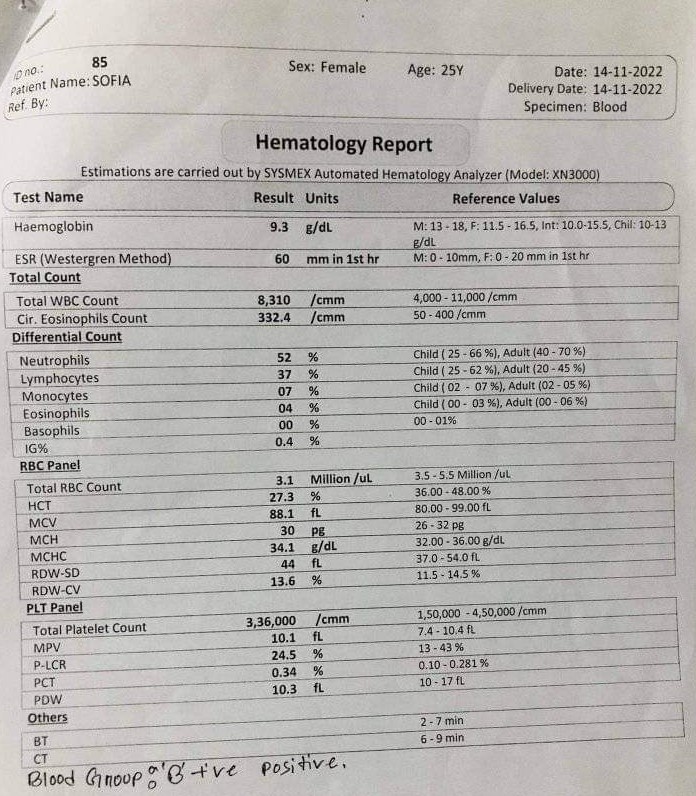 ID no.: 85 Sex: Female Age: 25Y Date: 14-11-2022
Patient Name: SOFIA Delivery Date: 14-11-2022
Ref. By: Specimen: Blood
Hematology Report
Estimations are carried out by SYSMEX Automated Hematology Analyzer (Model: XN3000)
Test Name Result Units Reference Values
Haemoglobin 9.3 g/dL M: 13 - 18, F: 11.5 - 16.5, Int: 10.0-15.5, Chil: 10-13
g/dL
ESR (Westergren Method) 60 mm in 1st hr M: 0 - 10mm, F: 0 - 20 mm in 1st hr
Total Count
Total WBC Count 8,310 /cmm 4,000 - 11,000 /cmm
Cir. Eosinophils Count 332.4 /cmm 50 - 400 /cmm
Differential Count
Neutrophils 52 % Child ( 25 - 66 %), Adult (40 - 70 %)
Lymphocytes 37 % Child ( 25 - 62 %), Adult (20 - 45 %)
Monocytes 07 % Child ( 02 - 07 %), Adult (02 - 05 %)
Eosinophils 04 % Child ( 00 - 03 %), Adult (00 - 06 %)
Basophils 00 % 00 - 01%
IG% 0.4 %
RBC Panel
Total RBC Count 3.1 Million /uL 3.5 - 5.5 Million /uL
HCT 27.3 % 36.00 - 48.00 %
MCV 88.1 fL 80.00 - 99.00 fL
MCH 30 pg 26 - 32 pg
MCHC 34.1 g/dL 32.00 - 36.00 g/dL
RDW-SD 44 fL 37.0 - 54.0 fL
RDW-CV 13.6 % 11.5 - 14.5 %
PLT Panel
Total Platelet Count 3,36,000 /cmm 1,50,000 - 4,50,000 /cmm
MPV 10.1 fL 7.4 - 10.4 fL
P-LCR 24.5 % 13 - 43 %
PCT 0.34 % 0.10 - 0.281 %
PDW 10.3 fL 10 - 17 fL
Others
BT 2 - 7 min
CT 6 - 9 min
Blood Group : 'B' +ve positive.